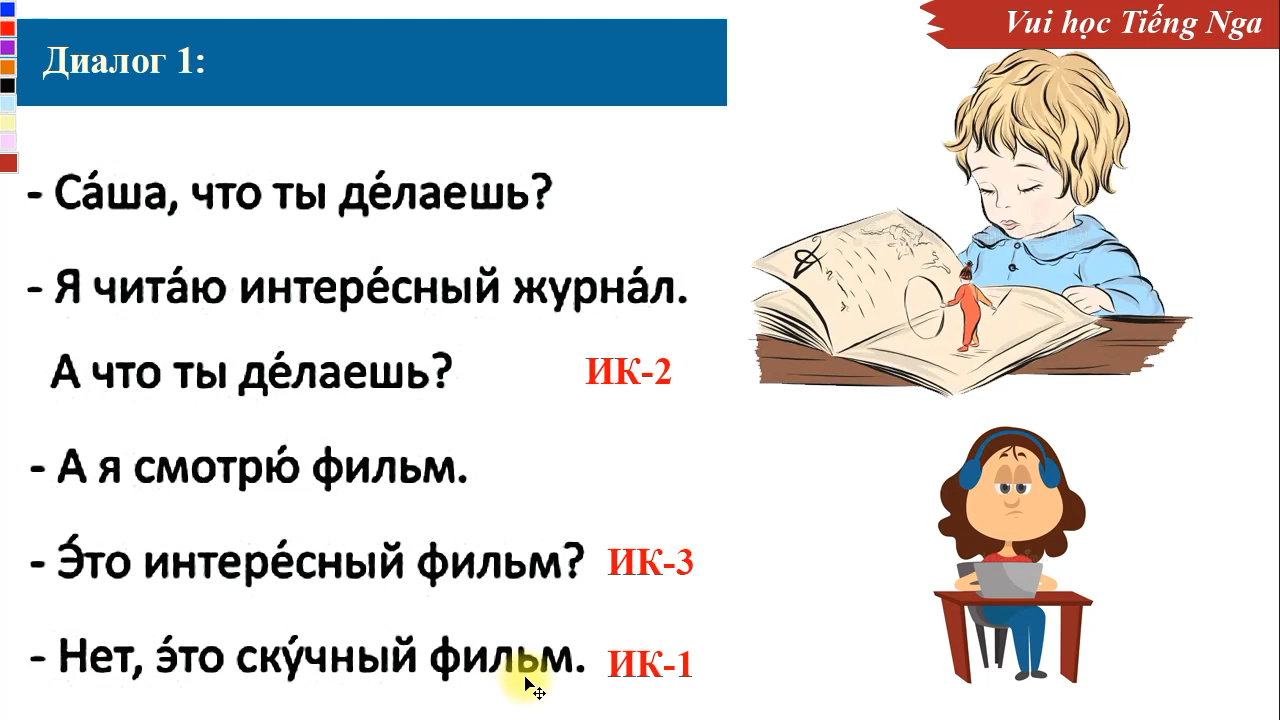 Vui học Tiếng Nga
Диалог 1:
- Са́ша, что ты де́лаешь?
- Я чита́ю интере́сный журна́л.
А что ты де́лаешь? ИК-2
- А я смотрю́ фильм.
- Э́то интере́сный фильм? ИК-3
- Нет, э́то ску́чный фильм. ИК-1